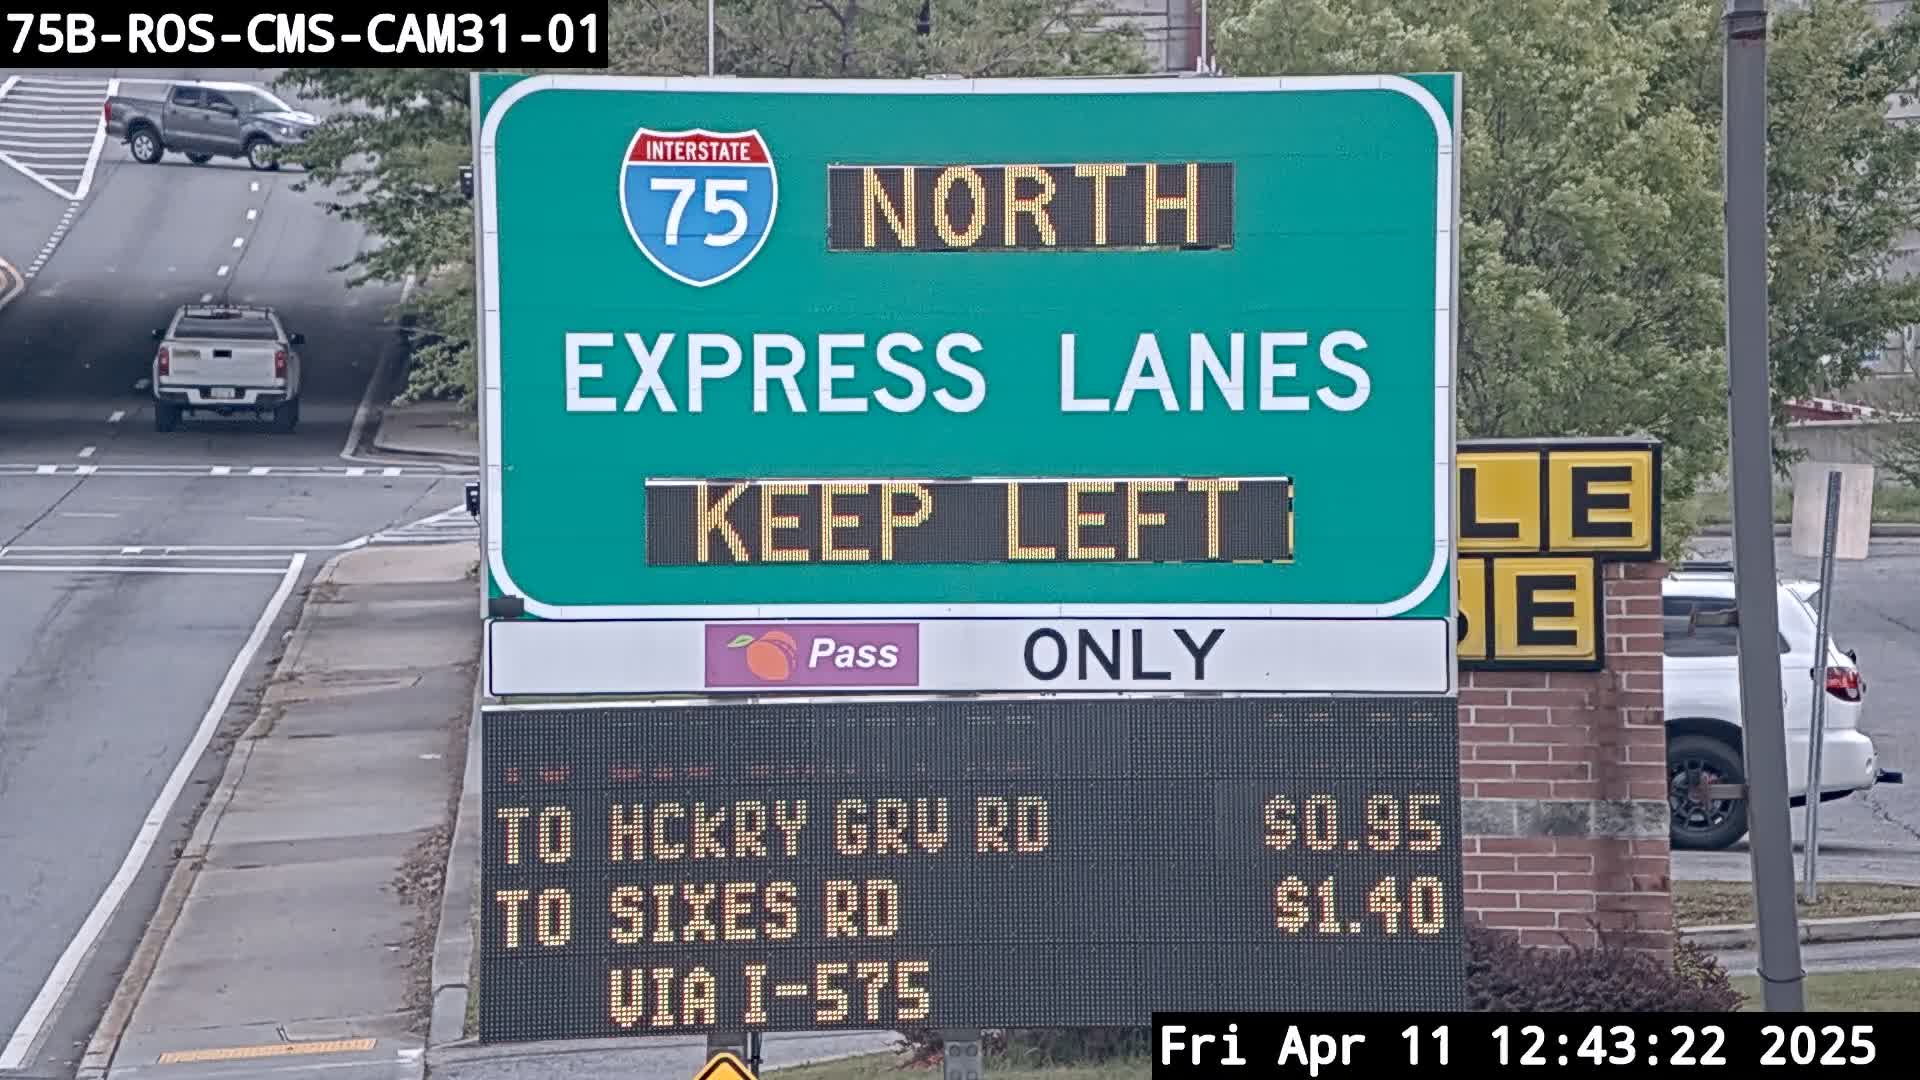 75B-ROS-CMS-CAM31-01
INTERSTATE
75
NORTH
EXPRESS LANES
KEEP LEFT
LE
E
Pass ONLY
TO HCKRY GRV RD $0.95
TO SIXES RD $1.40
VIA I-575
Fri Apr 11 12:43:22 2025